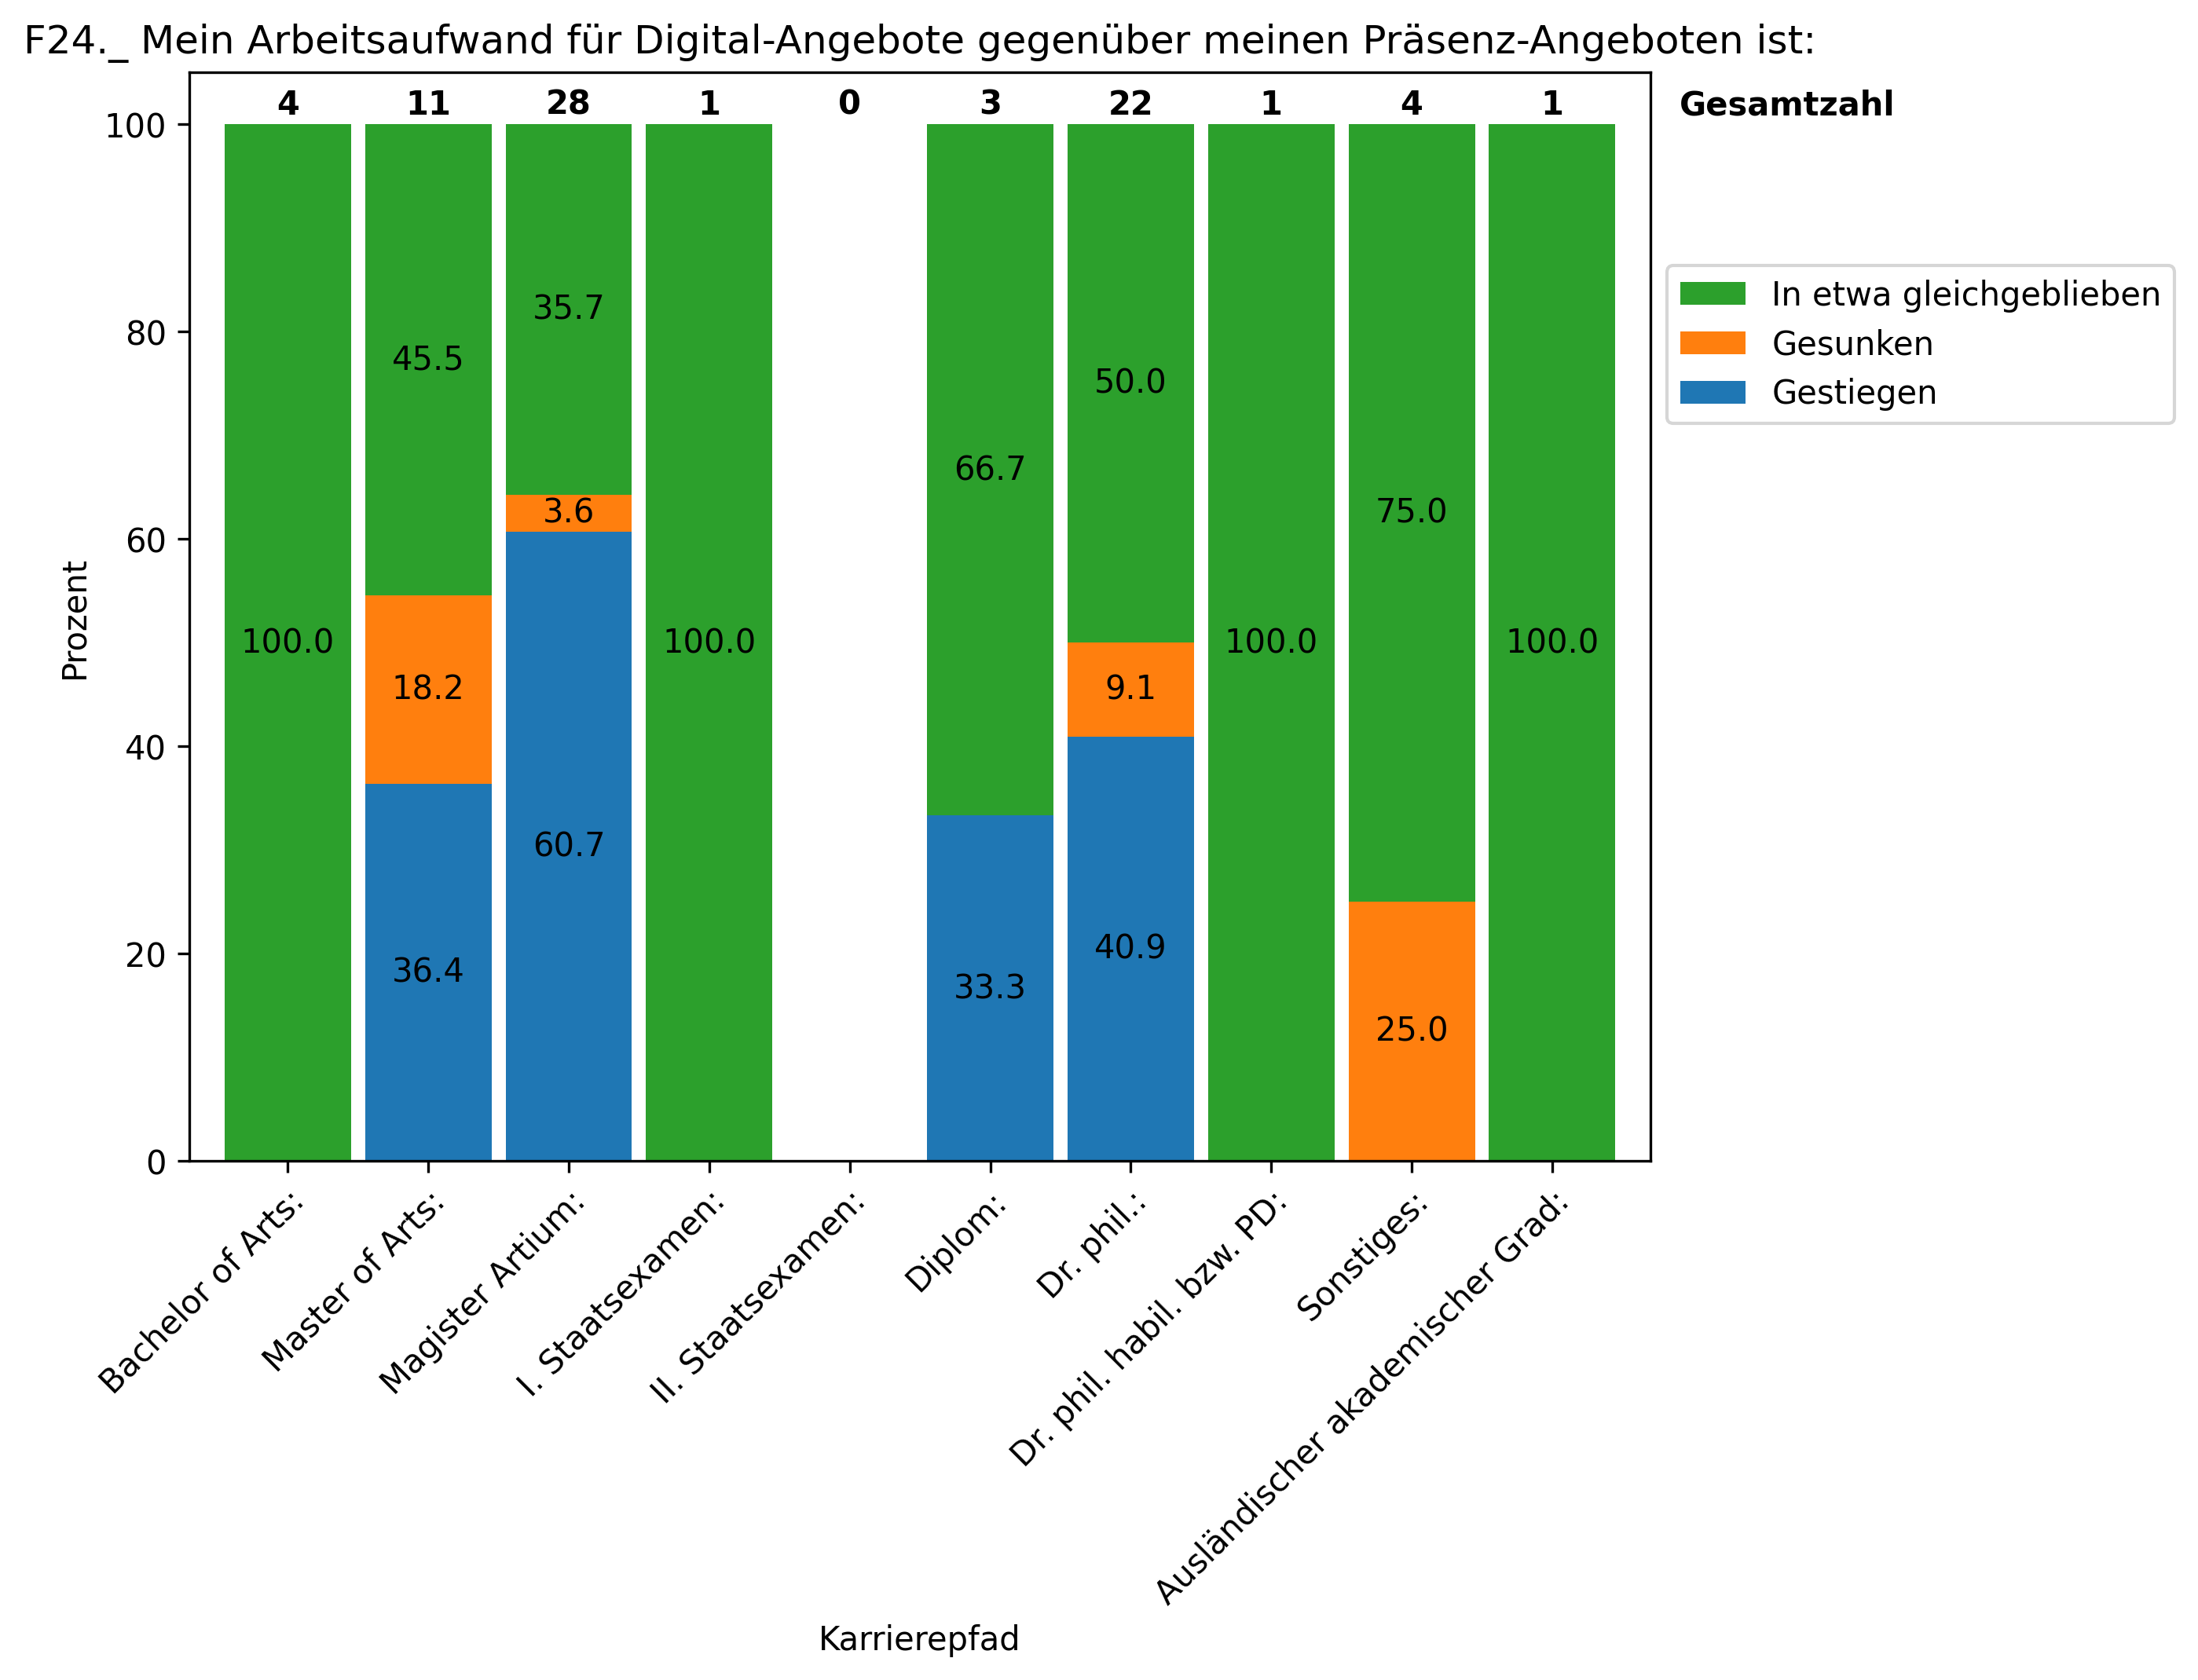 F24._ Mein Arbeitsaufwand für Digital-Angebote gegenüber meinen Präsenz-Angeboten ist:
4 11 28 1 0 3 22 1 4 1 Gesamtzahl
In etwa gleichgeblieben
Gesunken
Gestiegen
Prozent
100
80
60
40
20
0
100.0
45.5
18.2
36.4
35.7
3.6
60.7
100.0
66.7
33.3
50.0
9.1
40.9
100.0
75.0
25.0
100.0
Bachelor of Arts:
Master of Arts:
Magister Artium:
I. Staatsexamen:
II. Staatsexamen:
Diplom:
Dr. phil.:
Dr. phil. habil. bzw. PD:
Sonstiges:
Ausländischer akademischer Grad:
Karrierepfad